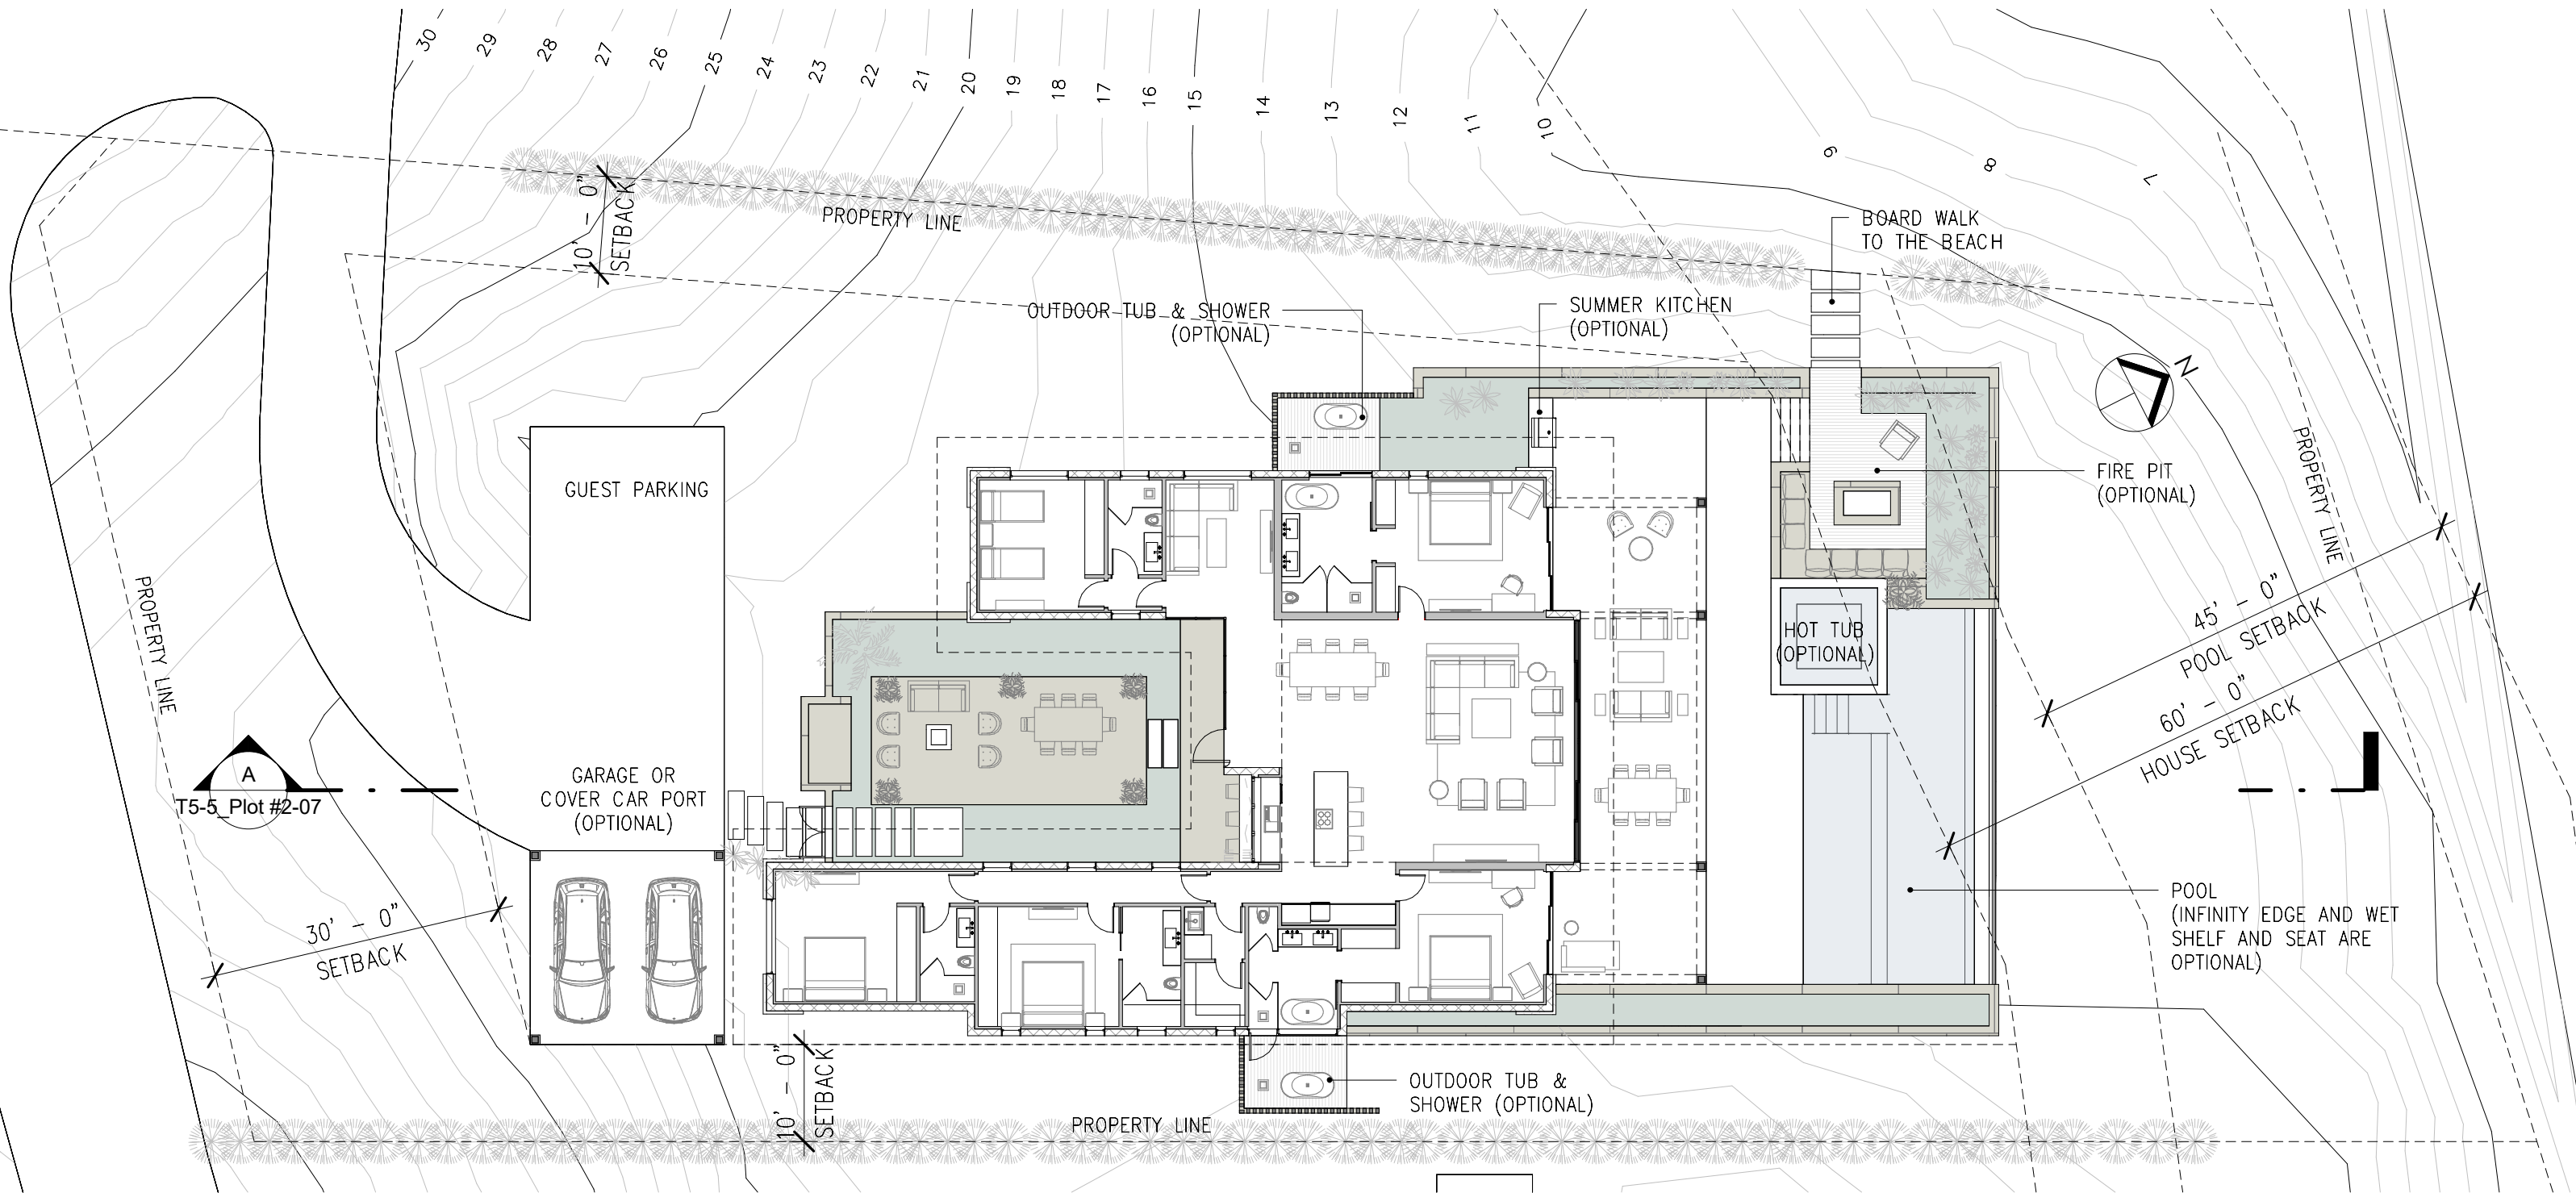 30
29
28
27
26
25
24
23
22
21
20
19
18
17
16
15
14
13
12
11
10
9
8
7
10' - 0"
SETBACK
PROPERTY LINE
BOARD WALK
TO THE BEACH
OUTDOOR TUB & SHOWER
(OPTIONAL)
SUMMER KITCHEN
(OPTIONAL)
N
GUEST PARKING
FIRE PIT
(OPTIONAL)
PROPERTY LINE
PROPERTY LINE
HOT TUB
(OPTIONAL)
45' - 0"
POOL SETBACK
60' - 0"
HOUSE SETBACK
A
T5-5_Plot #2-07
GARAGE OR
COVER CAR PORT
(OPTIONAL)
30' - 0"
SETBACK
POOL
(INFINITY EDGE AND WET
SHELF AND SEAT ARE
OPTIONAL)
10' - 0"
SETBACK
OUTDOOR TUB &
SHOWER (OPTIONAL)
PROPERTY LINE